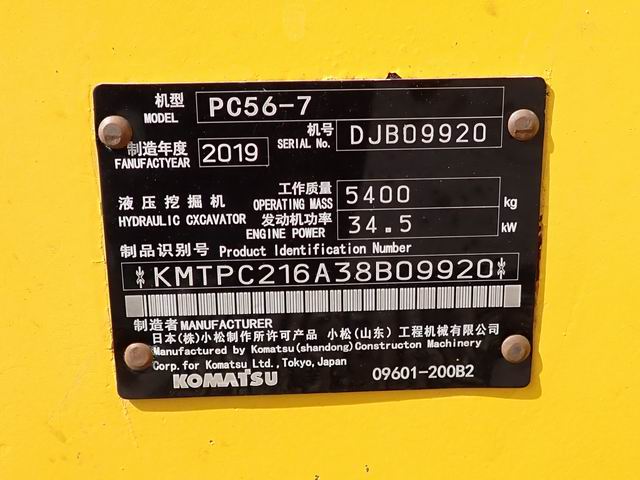 机型 PC56-7
MODEL
机号
SERIAL No. DJB09920
制造年度
FANUFACTYEAR 2019
液压挖掘机
HYDRAULIC CXCAVATOR
工作质量
OPERATING MASS 5400 kg
发动机功率
ENGINE POWER 34.5 kW
制品识别号 Product Identification Number
KMTPC216A38B09920
制造者 MANUFACTURER
日本(株)小松制作所许可产品 小松(山东)工程机械有限公司
Manufactured by Komatsu(shandong) Constructon Machinery
Corp.for Komatsu Ltd.,Tokyo,Japan
KOMATSU 09601-200B2